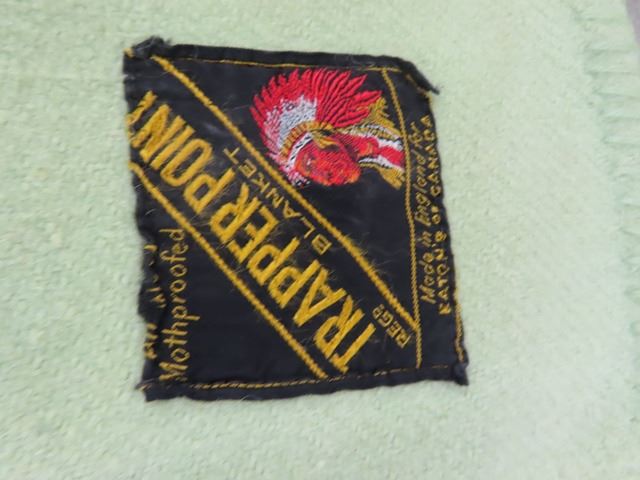 TRAPPER POINT
BLANKET
REGD
Made in England for
EATON'S OF CANADA
Mothproofed